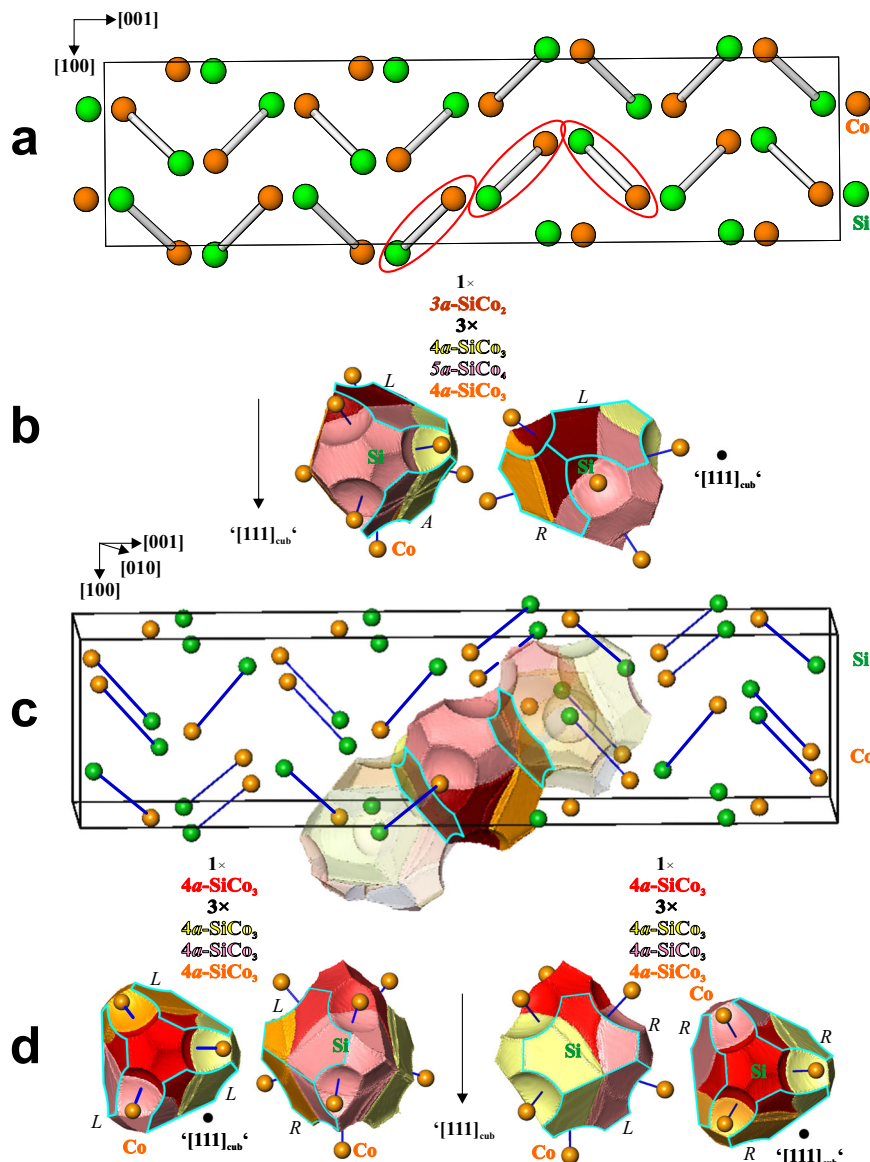 [001]
[100]
a
Co
Si
1×
3a-SiCo₂
3×
4a-SiCo₃
5a-SiCo₄
4a-SiCo₃
b
L
Si
A
Co
‘[111]cub‘
L
Si
R
‘[111]cub‘
[001]
[010]
[100]
c
Si
Co
1×
4a-SiCo₃
3×
4a-SiCo₃
4a-SiCo₃
4a-SiCo₃
1×
4a-SiCo₃
3×
4a-SiCo₃
4a-SiCo₃
4a-SiCo₃
d
L
L
L
Co
‘[111]cub‘
L
Si
R
Co
‘[111]cub‘
R
Si
L
Co
Co
R
R
Si
R
‘[111]cub‘